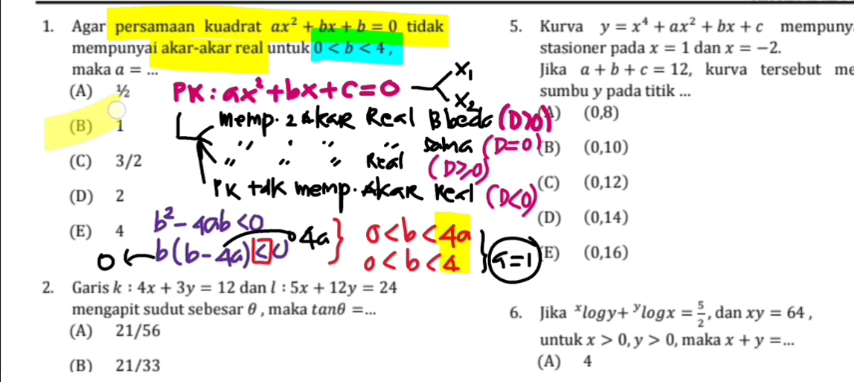 1. Agar persamaan kuadrat ax² + bx + b = 0 tidak
mempunyai akar-akar real untuk 0 < b < 4 ,
maka a = ...
(A) ½
(B) 1
(C) 3/2
(D) 2
(E) 4
PK : ax²+bx+c=0
x₁
x₂
memp. 2 akar Real Bbeda (D>0)
" " " " sama (D=0)
" " " Real (D≥0)
PK tdk memp. Akar Real (D<0)
b²-4ab<0
0 b(b-4a)<0 4a } 0<b<4a
0<b<4 } a=1
2. Garis k : 4x + 3y = 12 dan l : 5x + 12y = 24
mengapit sudut sebesar θ , maka tanθ =...
(A) 21/56
(B) 21/33
5. Kurva y = x⁴ + ax² + bx + c mempuny
stasioner pada x = 1 dan x = −2.
Jika a + b + c = 12, kurva tersebut me
sumbu y pada titik ...
A) (0,8)
(B) (0,10)
(C) (0,12)
(D) (0,14)
E) (0,16)
6. Jika ˣlogy+ ʸlogx = 5/2, dan xy = 64 ,
untuk x > 0, y > 0, maka x + y =...
(A) 4